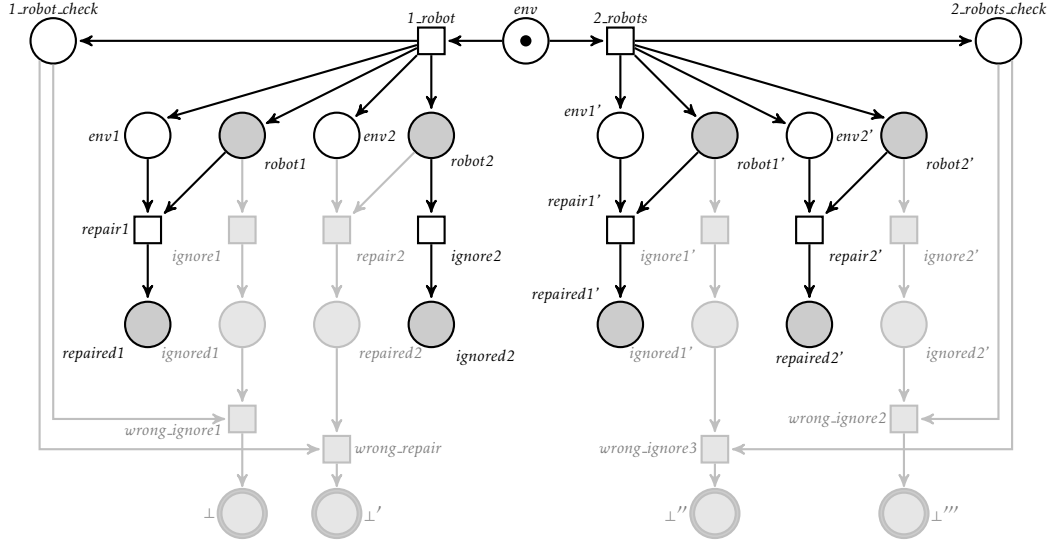 1_robot_check
1_robot
env
2_robots
2_robots_check
env1
robot1
env2
robot2
env1'
robot1'
env2'
robot2'
repair1
ignore1
repair2
ignore2
repair1'
ignore1'
repair2'
ignore2'
repaired1
ignored1
repaired2
ignored2
repaired1'
ignored1'
repaired2'
ignored2'
wrong_ignore1
wrong_repair
wrong_ignore3
wrong_ignore2
⊥
⊥'
⊥''
⊥'''